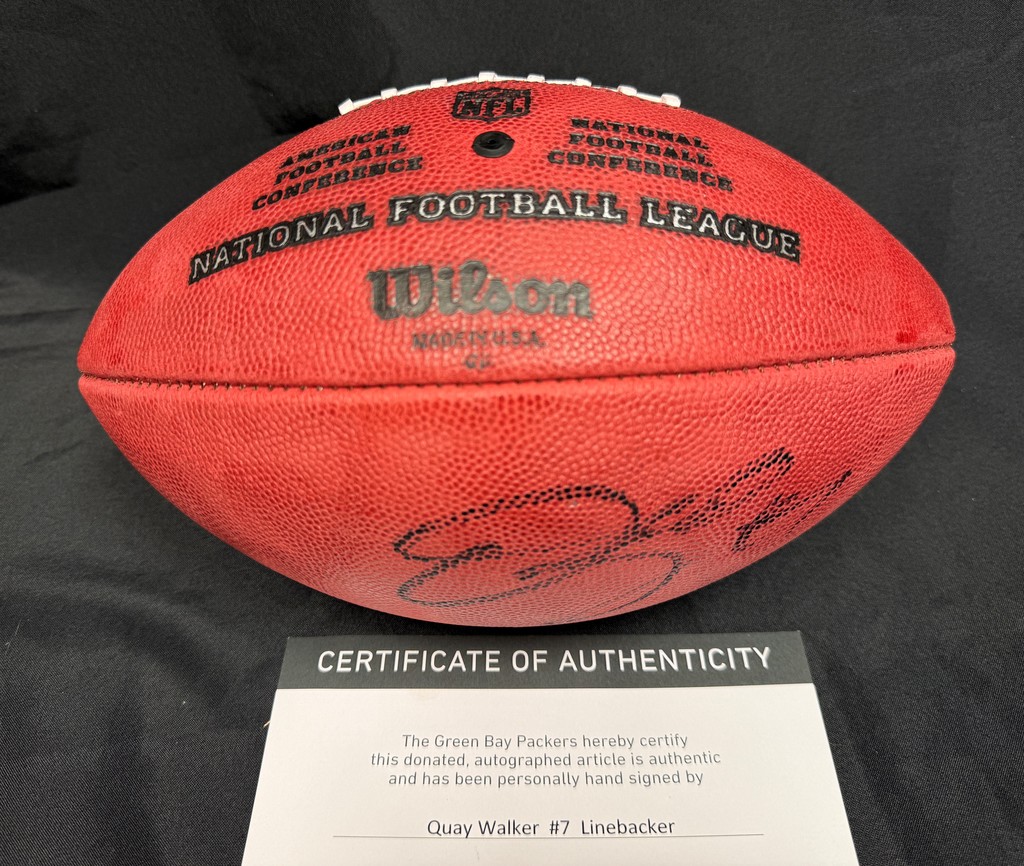 NFL
AMERICAN
FOOTBALL
CONFERENCE
NATIONAL
FOOTBALL
CONFERENCE
NATIONAL FOOTBALL LEAGUE
Wilson
MADE IN U.S.A.
CERTIFICATE OF AUTHENTICITY
The Green Bay Packers hereby certify
this donated, autographed article is authentic
and has been personally hand signed by
Quay Walker #7 Linebacker